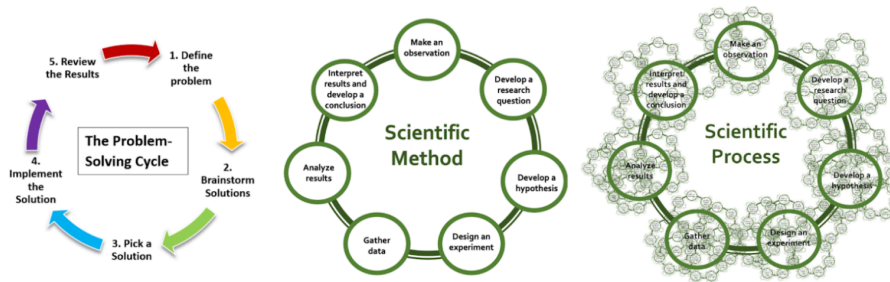 5. Review
the Results
1. Define
the
problem
The Problem-
Solving Cycle
4.
Implement
the
Solution
2.
Brainstorm
Solutions
3. Pick a
Solution
Make an
observation
Interpret
results and
develop a
conclusion
Develop a
research
question
Scientific
Method
Analyze
results
Develop a
hypothesis
Gather
data
Design an
experiment
Make an
observation
Interpret
results and
develop a
conclusion
Develop a
research
question
Scientific
Process
Analyze
results
Develop a
hypothesis
Gather
data
Design an
experiment